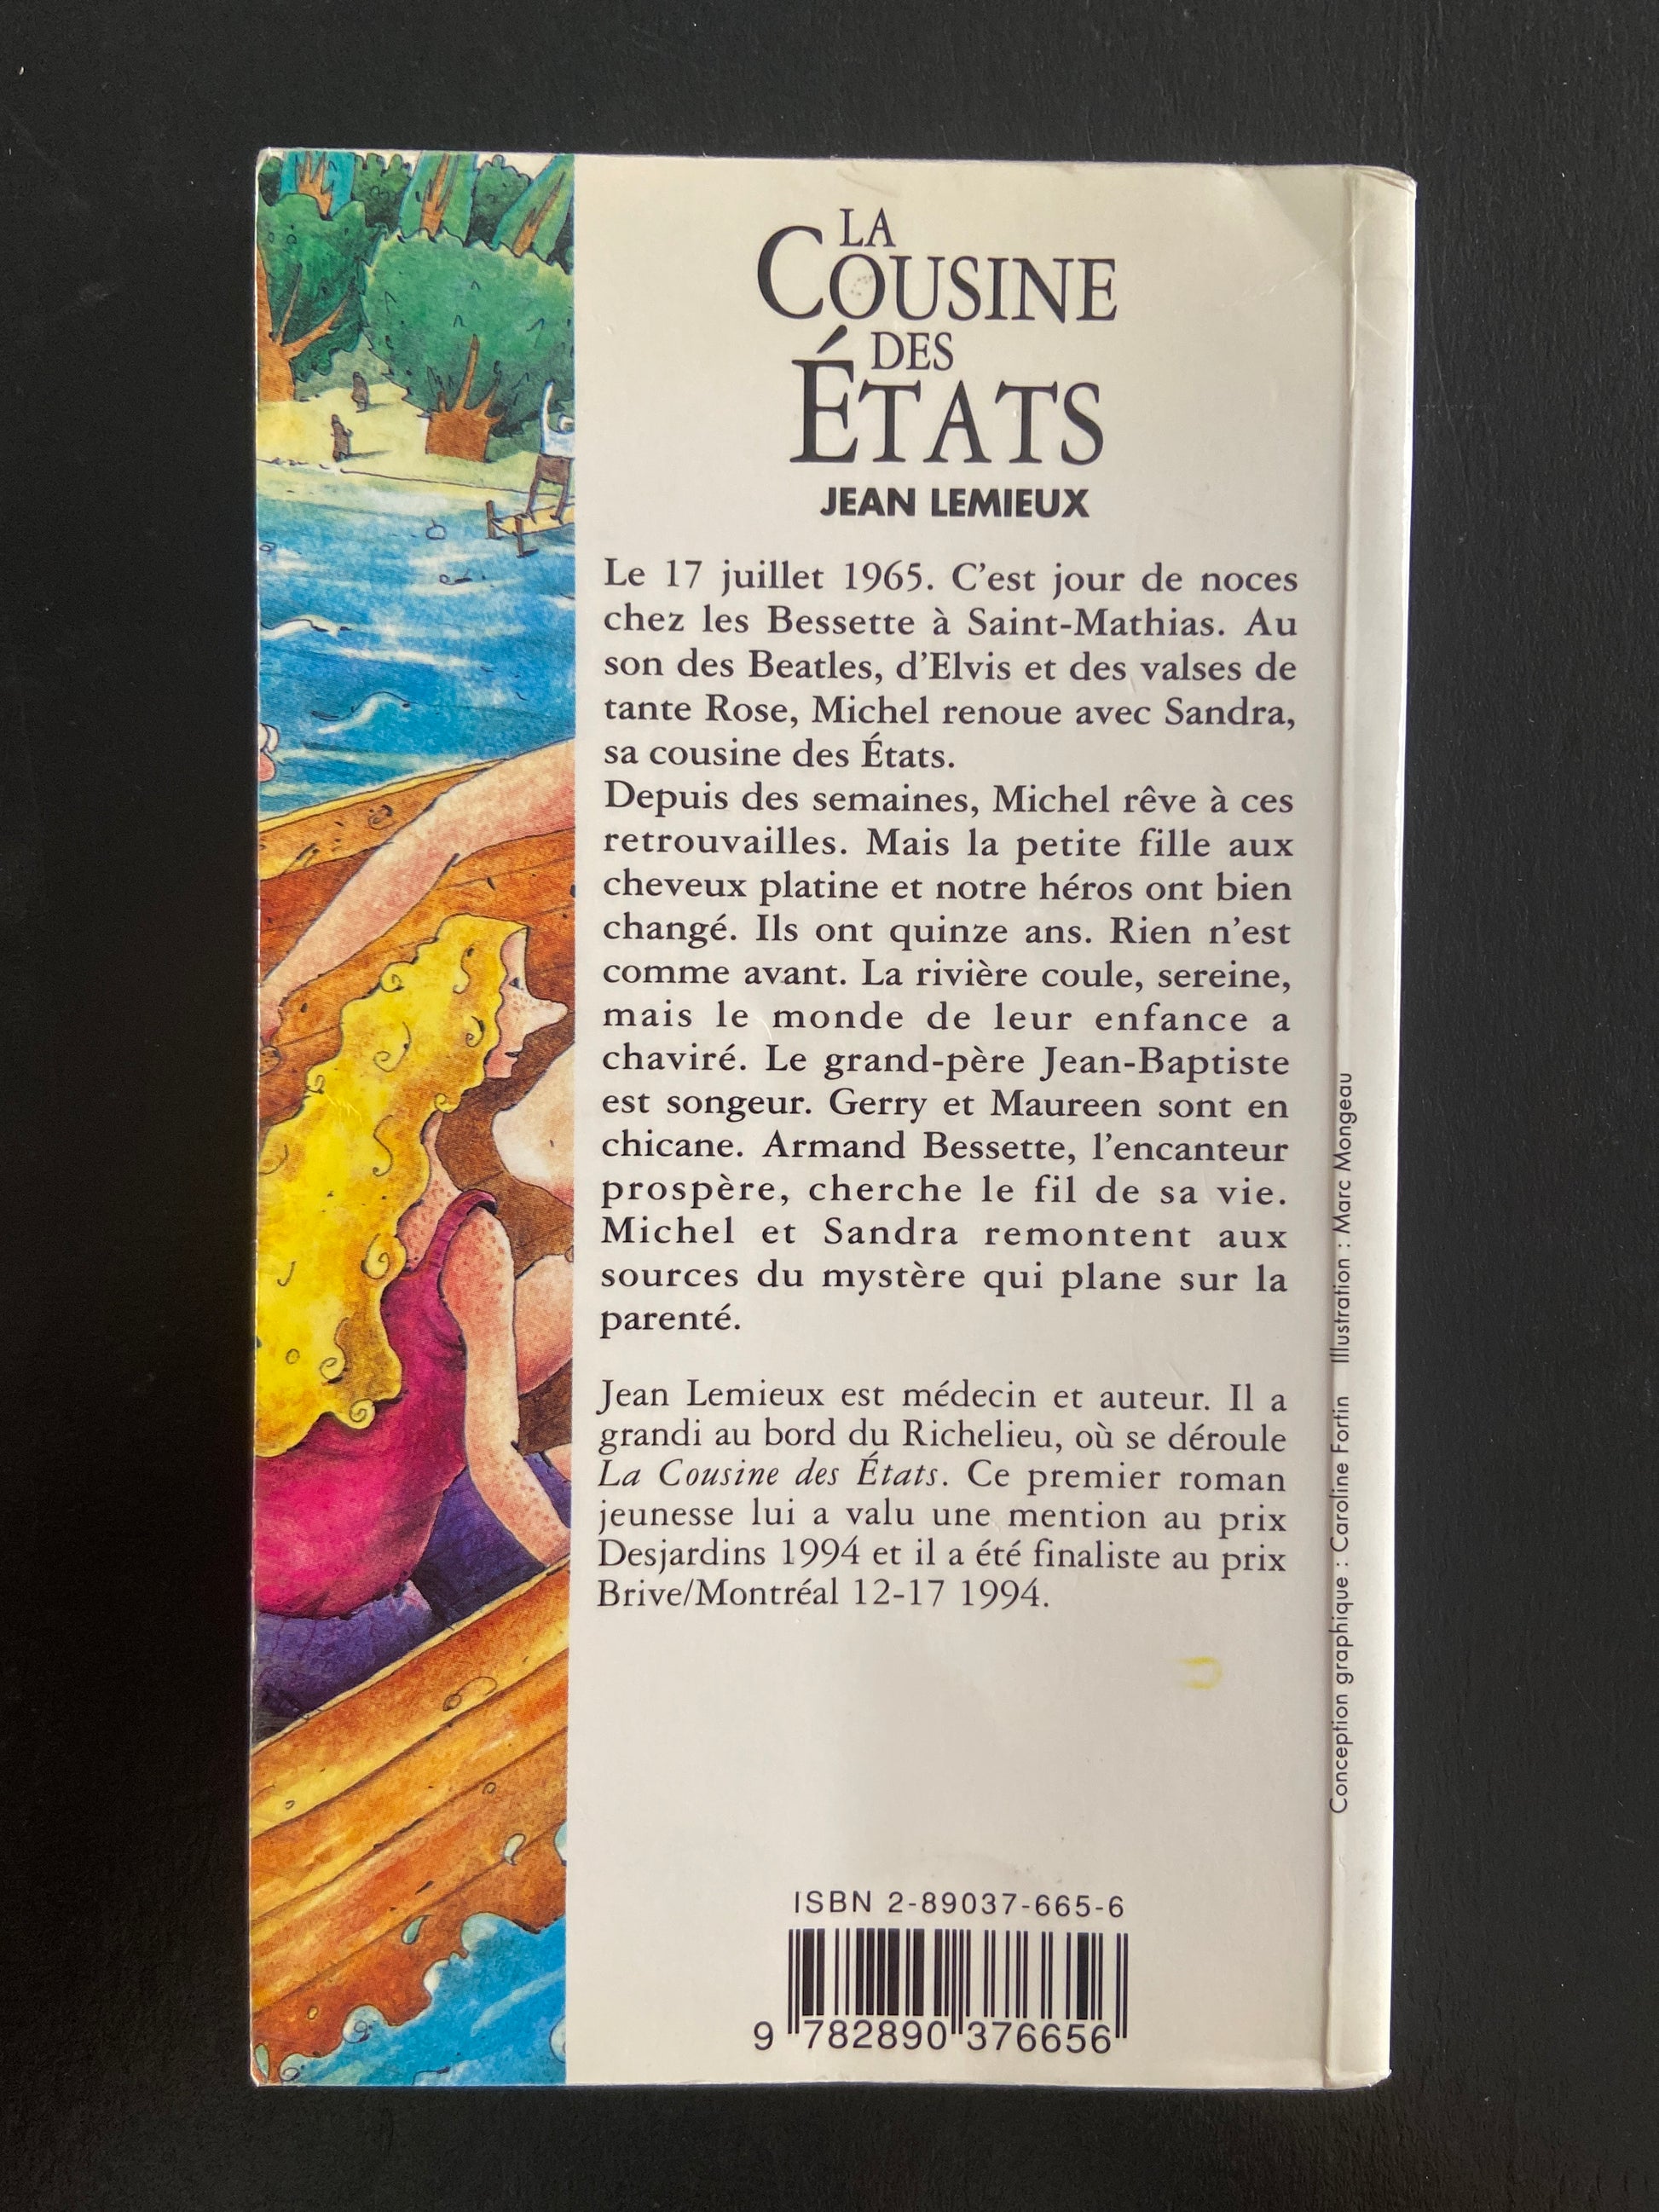 LA
COUSINE
DES
ÉTATS
JEAN LEMIEUX
Le 17 juillet 1965. C'est jour de noces
chez les Bessette à Saint-Mathias. Au
son des Beatles, d'Elvis et des valses de
tante Rose, Michel renoue avec Sandra,
sa cousine des États.
Depuis des semaines, Michel rêve à ces
retrouvailles. Mais la petite fille aux
cheveux platine et notre héros ont bien
changé. Ils ont quinze ans. Rien n'est
comme avant. La rivière coule, sereine,
mais le monde de leur enfance a
chaviré. Le grand-père Jean-Baptiste
est songeur. Gerry et Maureen sont en
chicane. Armand Bessette, l'encanteur
prospère, cherche le fil de sa vie.
Michel et Sandra remontent aux
sources du mystère qui plane sur la
parenté.
Jean Lemieux est médecin et auteur. Il a
grandi au bord du Richelieu, où se déroule
La Cousine des États. Ce premier roman
jeunesse lui a valu une mention au prix
Desjardins 1994 et il a été finaliste au prix
Brive/Montréal 12-17 1994.
Conception graphique : Caroline Fortin Illustration : Marc Mongeau
ISBN 2-89037-665-6
9 782890 376656